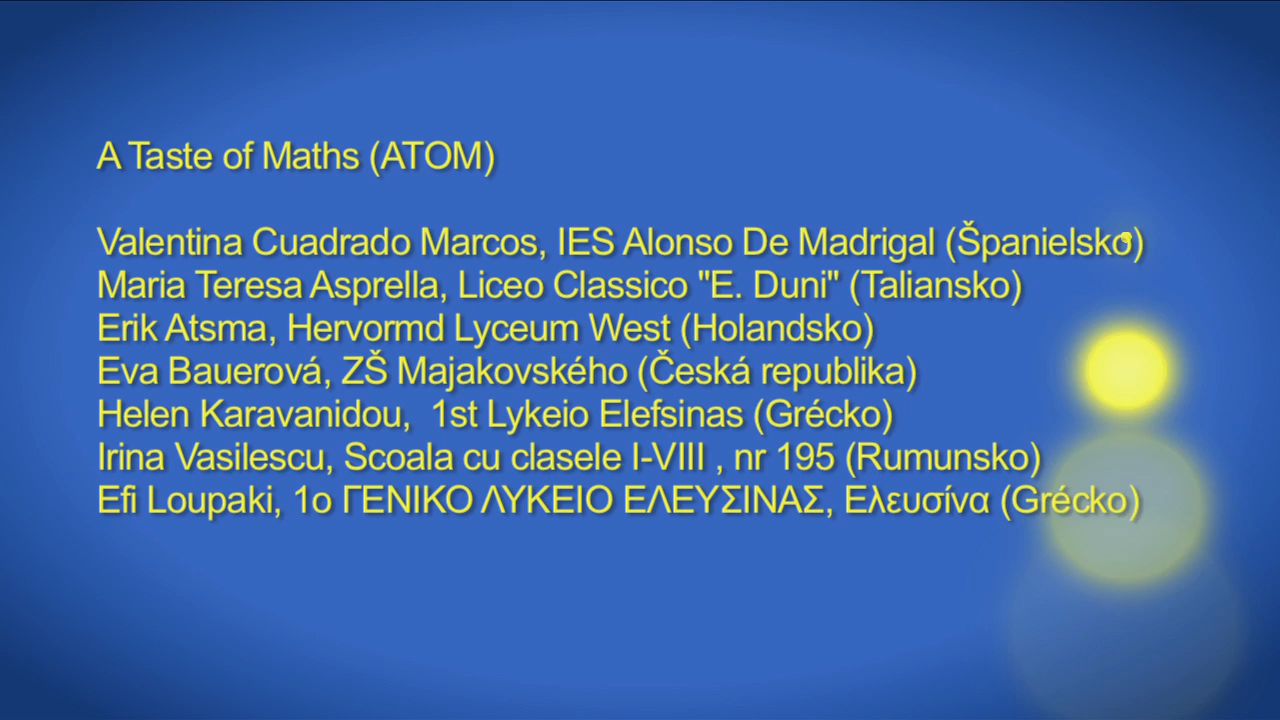 A Taste of Maths (ATOM)
Valentina Cuadrado Marcos, IES Alonso De Madrigal (Španielsko)
Maria Teresa Asprella, Liceo Classico "E. Duni" (Taliansko)
Erik Atsma, Hervormd Lyceum West (Holandsko)
Eva Bauerová, ZŠ Majakovského (Česká republika)
Helen Karavanidou,  1st Lykeio Elefsinas (Grécko)
Irina Vasilescu, Scoala cu clasele I-VIII , nr 195 (Rumunsko)
Efi Loupaki, 1o ΓΕΝΙΚΟ ΛΥΚΕΙΟ ΕΛΕΥΣΙΝΑΣ, Ελευσίνα (Grécko)